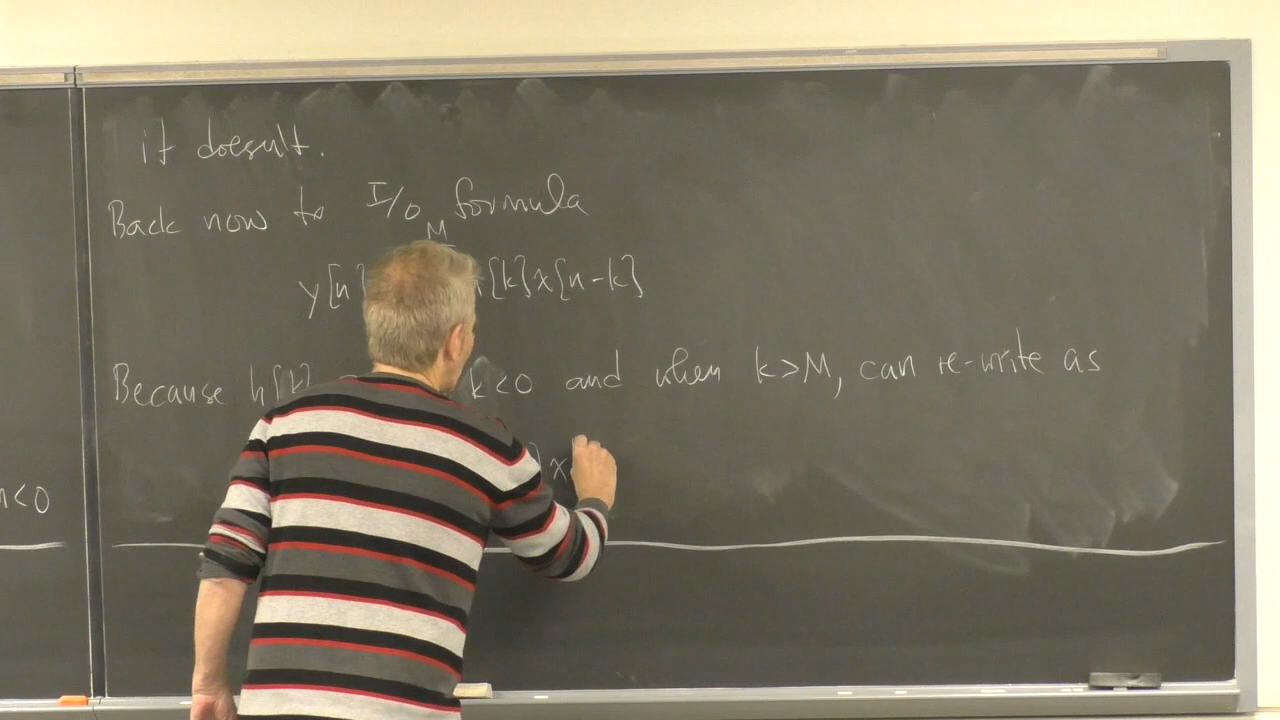 it doesn't.
Back now to I/O formula
M
y[n] [k]x[n-k]
Because h[k] k<0 and when k>M, can re-write as
]x
n<0